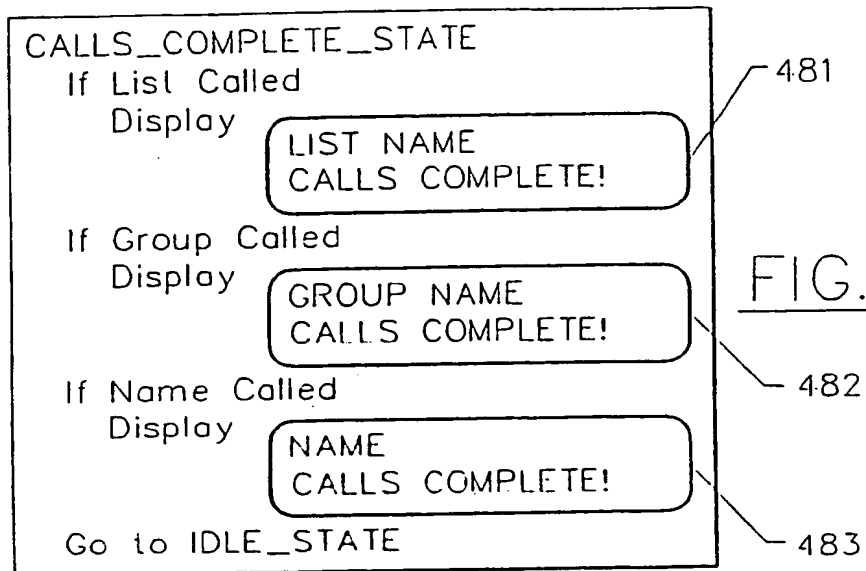 CALLS_COMPLETE_STATE
If List Called
Display
LIST NAME
CALLS COMPLETE!
481
If Group Called
Display
GROUP NAME
CALLS COMPLETE!
FIG.
482
If Name Called
Display
NAME
CALLS COMPLETE!
483
Go to IDLE_STATE